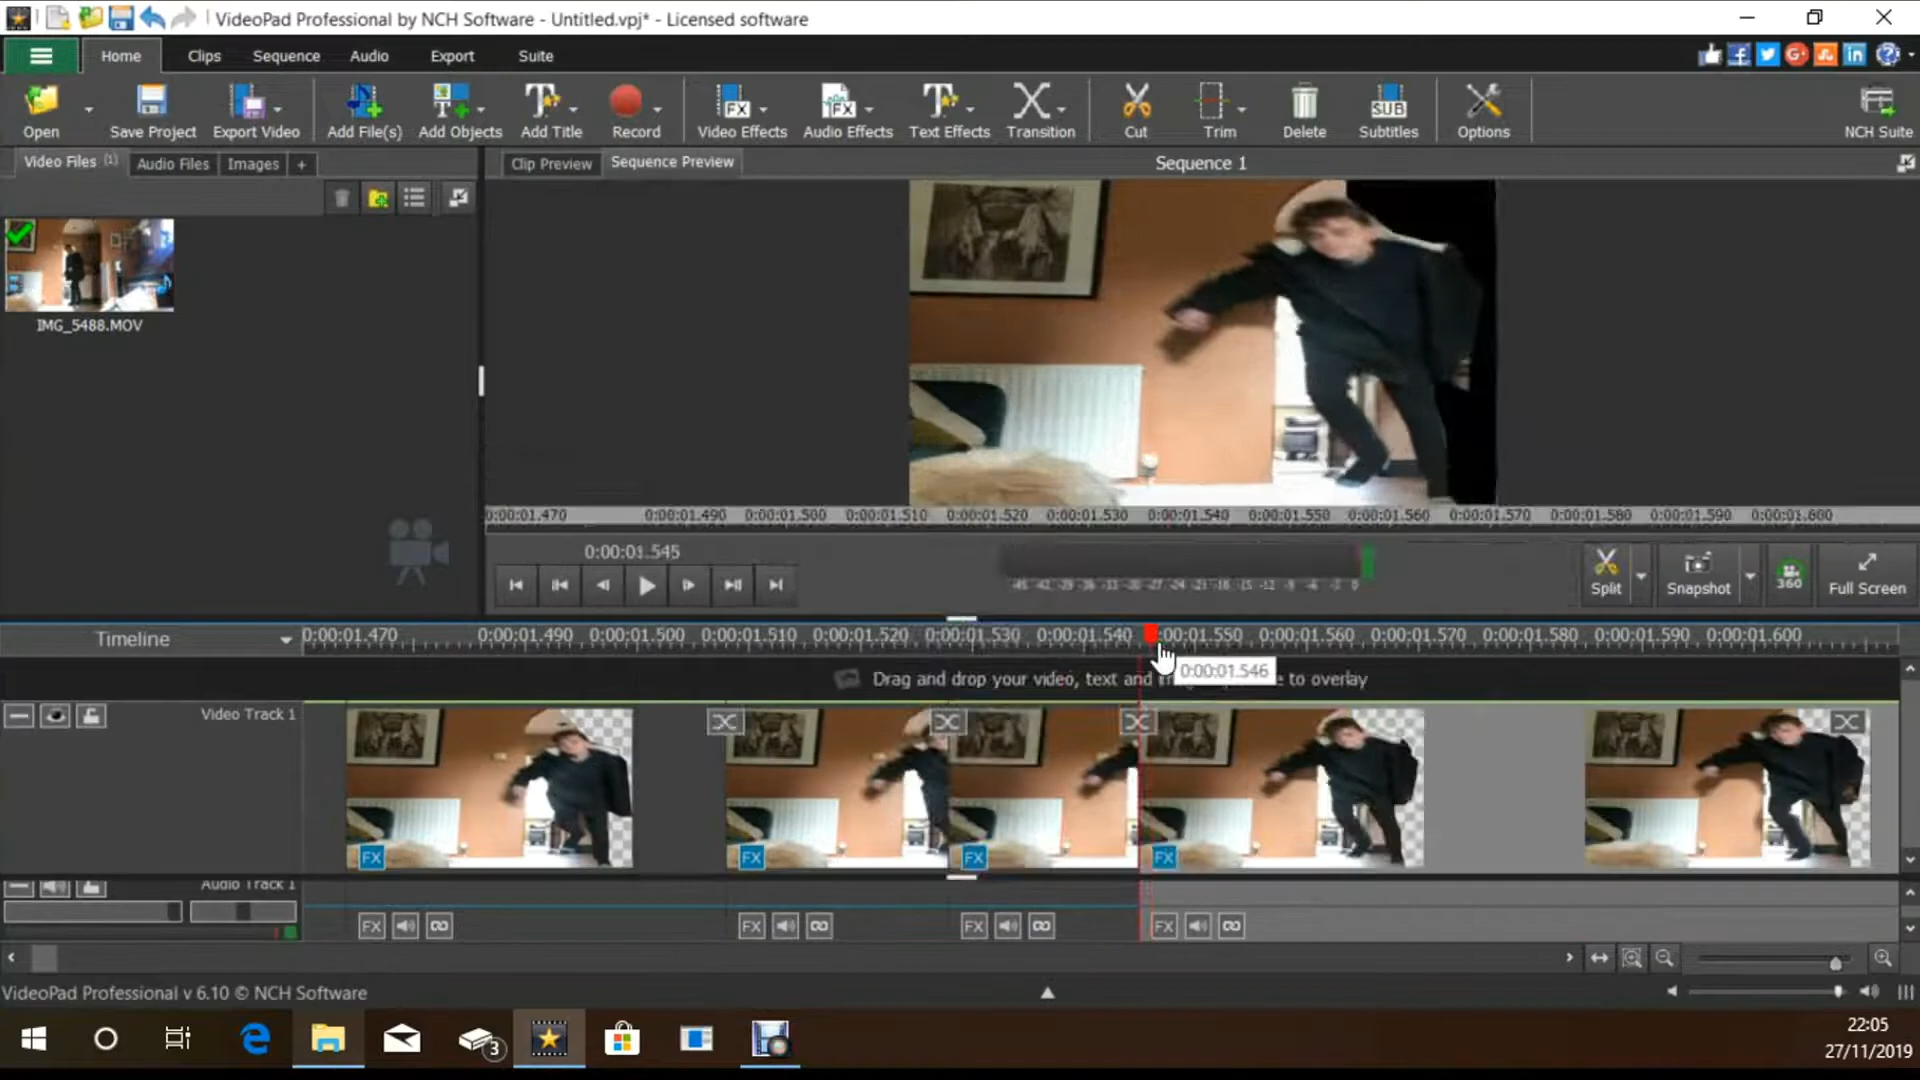 VideoPad Professional by NCH Software - Untitled.vpj* - Licensed software
Home Clips Sequence Audio Export Suite
Open Save Project Export Video Add File(s) Add Objects Add Title Record Video Effects Audio Effects Text Effects Transition Cut Trim Delete SUB Subtitles Options NCH Suite
Video Files (1) Audio Files Images + Clip Preview Sequence Preview Sequence 1
IMG_5488.MOV
0:00:01.470 0:00:01.490 0:00:01.500 0:00:01.510 0:00:01.520 0:00:01.530 0:00:01.540 0:00:01.550 0:00:01.560 0:00:01.570 0:00:01.580 0:00:01.590 0:00:01.600
0:00:01.545
Split Snapshot 360 Full Screen
Timeline 0:00:01.470 0:00:01.490 0:00:01.500 0:00:01.510 0:00:01.520 0:00:01.530 0:00:01.540 0:00:01.550 0:00:01.560 0:00:01.570 0:00:01.580 0:00:01.590 0:00:01.600
0:00:01.546
Drag and drop your video, text and to overlay
Video Track 1
FX FX FX FX
Audio Track 1
FX FX FX FX
VideoPad Professional v 6.10 © NCH Software
3
22:05
27/11/2019